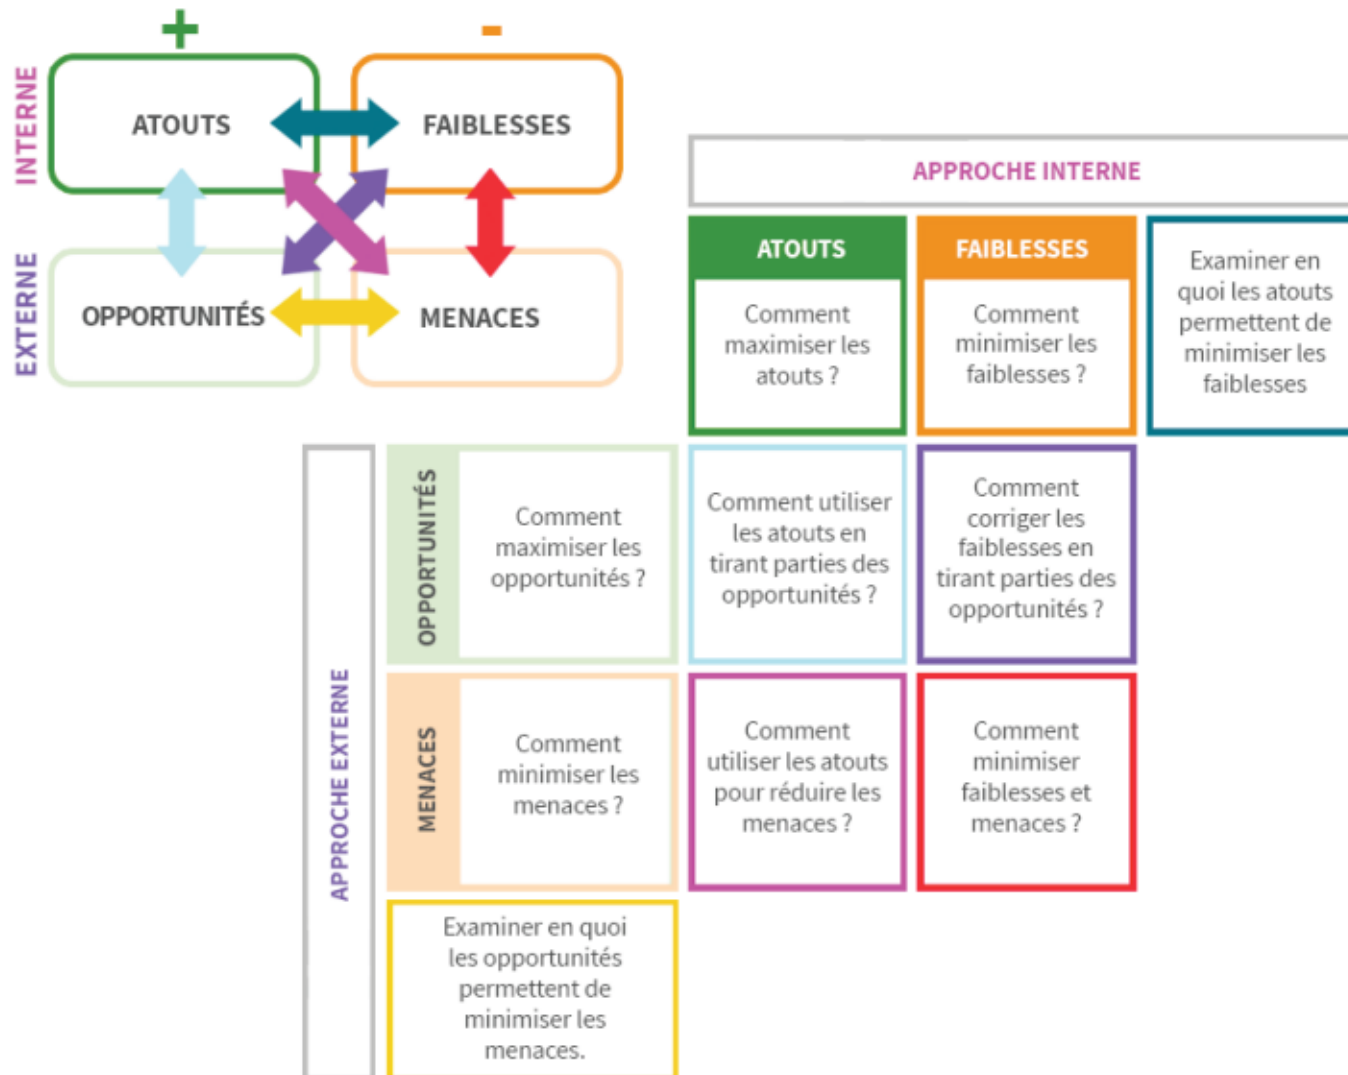 +
-
INTERNE
ATOUTS
FAIBLESSES
EXTERNE
OPPORTUNITÉS
MENACES
APPROCHE INTERNE
ATOUTS
Comment
maximiser les
atouts ?
FAIBLESSES
Comment
minimiser les
faiblesses ?
Examiner en
quoi les atouts
permettent de
minimiser les
faiblesses
APPROCHE EXTERNE
OPPORTUNITÉS
Comment
maximiser les
opportunités ?
Comment utiliser
les atouts en
tirant parties des
opportunités ?
Comment
corriger les
faiblesses en
tirant parties des
opportunités ?
MENACES
Comment
minimiser les
menaces ?
Comment
utiliser les atouts
pour réduire les
menaces ?
Comment
minimiser
faiblesses et
menaces ?
Examiner en quoi
les opportunités
permettent de
minimiser les
menaces.